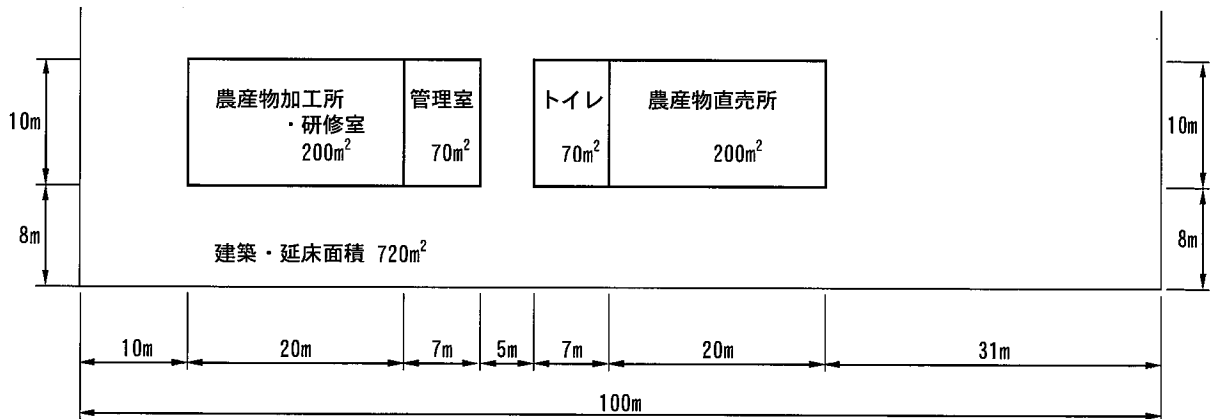 農産物加工所
・研修室
200m²
管理室
70m²
トイレ
70m²
農産物直売所
200m²
10m
8m
10m
8m
建築・延床面積 720m²
10m
20m
7m
5m
7m
20m
31m
100m